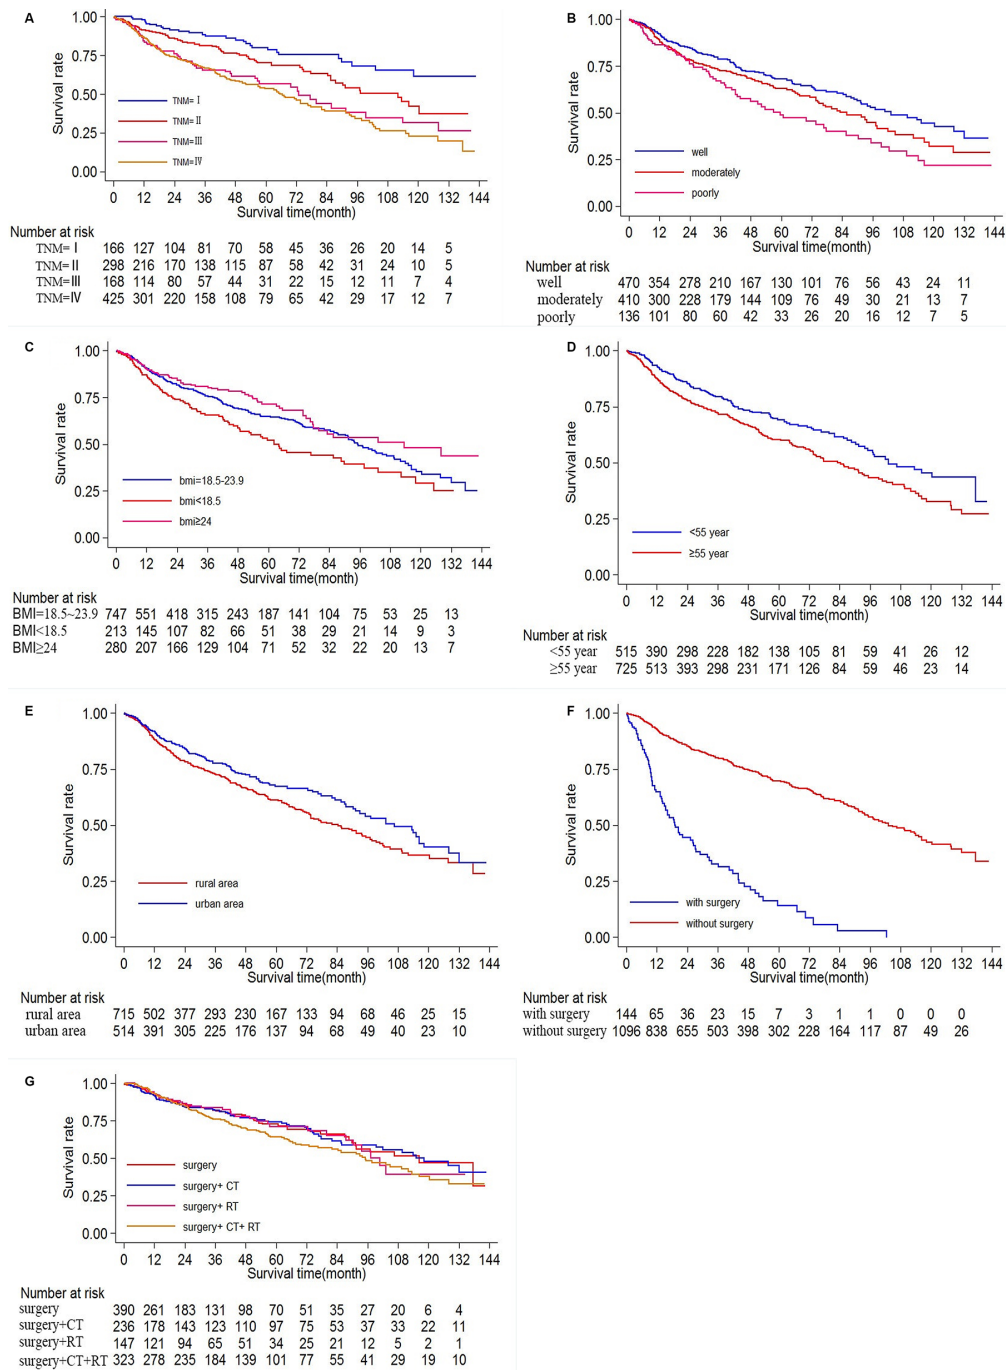 A
Survival rate
1.00
0.75
0.50
0.25
0.00
TNM= Ⅰ
TNM= Ⅱ
TNM=Ⅲ
TNM=Ⅳ
0 12 24 36 48 60 72 84 96 108 120 132 144
Survival time(month)
Number at risk
TNM= Ⅰ 166 127 104 81 70 58 45 36 26 20 14 5
TNM= Ⅱ 298 216 170 138 115 87 58 42 31 24 10 5
TNM=Ⅲ 168 114 80 57 44 31 22 15 12 11 7 4
TNM=Ⅳ 425 301 220 158 108 79 65 42 29 17 12 7
B
Survival rate
1.00
0.75
0.50
0.25
0.00
well
moderately
poorly
0 12 24 36 48 60 72 84 96 108 120 132 144
Survival time(month)
Number at risk
well 470 354 278 210 167 130 101 76 56 43 24 11
moderately 410 300 228 179 144 109 76 49 30 21 13 7
poorly 136 101 80 60 42 33 26 20 16 12 7 5
C
Survival rate
1.00
0.75
0.50
0.25
0.00
bmi=18.5-23.9
bmi<18.5
bmi≥24
0 12 24 36 48 60 72 84 96 108 120 132 144
Survival time(month)
Number at risk
BMI=18.5~23.9 747 551 418 315 243 187 141 104 75 53 25 13
BMI<18.5 213 145 107 82 66 51 38 29 21 14 9 3
BMI≥24 280 207 166 129 104 71 52 32 22 20 13 7
D
Survival rate
1.00
0.75
0.50
0.25
0.00
<55 year
≥55 year
0 12 24 36 48 60 72 84 96 108 120 132 144
Survival time(month)
Number at risk
<55 year 515 390 298 228 182 138 105 81 59 41 26 12
≥55 year 725 513 393 298 231 171 126 84 59 46 23 14
E
Survival rate
1.00
0.75
0.50
0.25
0.00
rural area
urban area
0 12 24 36 48 60 72 84 96 108 120 132 144
Survival time(month)
Number at risk
rural area 715 502 377 293 230 167 133 94 68 46 25 15
urban area 514 391 305 225 176 137 94 68 49 40 23 10
F
Survival rate
1.00
0.75
0.50
0.25
0.00
with surgery
without surgery
0 12 24 36 48 60 72 84 96 108 120 132 144
Survival time(month)
Number at risk
with surgery 144 65 36 23 15 7 3 1 1 0 0 0
without surgery 1096 838 655 503 398 302 228 164 117 87 49 26
G
Survival rate
1.00
0.75
0.50
0.25
0.00
surgery
surgery+ CT
surgery+ RT
surgery+ CT+ RT
0 12 24 36 48 60 72 84 96 108 120 132 144
Survival time(month)
Number at risk
surgery 390 261 183 131 98 70 51 35 27 20 6 4
surgery+CT 236 178 143 123 110 97 75 53 37 33 22 11
surgery+RT 147 121 94 65 51 34 25 21 12 5 2 1
surgery+CT+RT 323 278 235 184 139 101 77 55 41 29 19 10